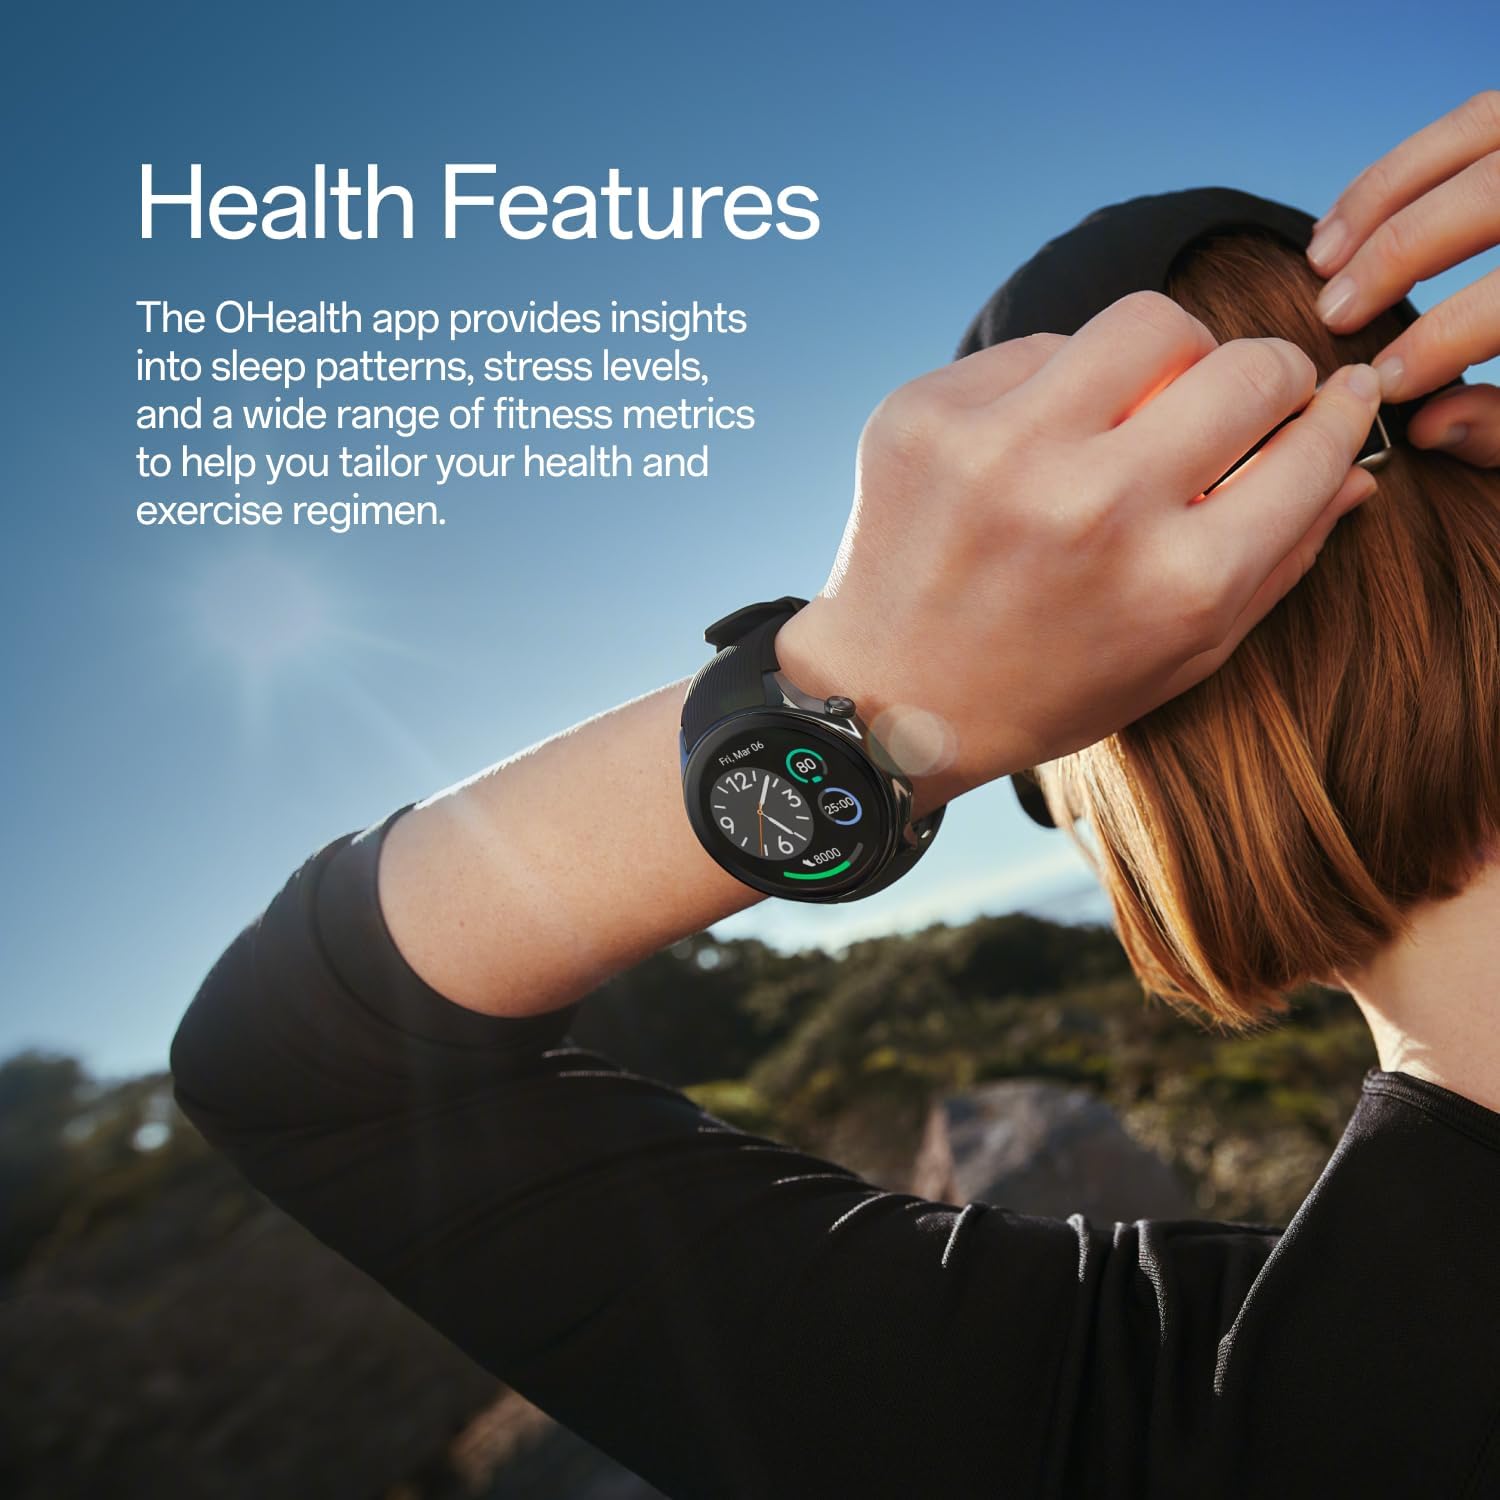 Health Features
The OHealth app provides insights
into sleep patterns, stress levels,
and a wide range of fitness metrics
to help you tailor your health and
exercise regimen.
Fri, Mar 06
80
12
3
25:00
9
6
8000